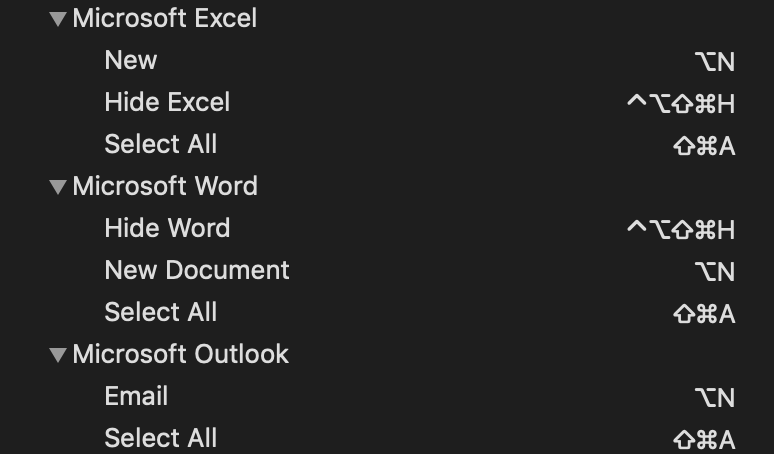 Microsoft Excel
New ⌥N
Hide Excel ^⌥⇧⌘H
Select All ⇧⌘A
Microsoft Word
Hide Word ^⌥⇧⌘H
New Document ⌥N
Select All ⇧⌘A
Microsoft Outlook
Email ⌥N
Select All ⇧⌘A